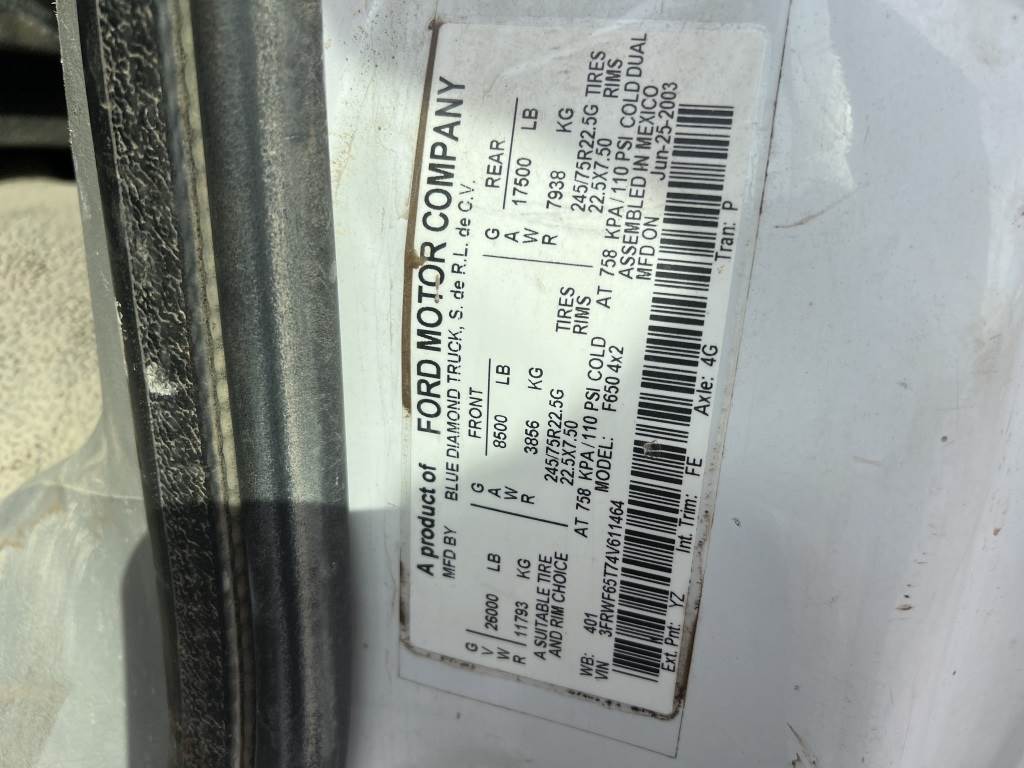 A product of FORD MOTOR COMPANY
MFD BY BLUE DIAMOND TRUCK, S. de R.L. de C.V.
G V W R 26000 LB 11793 KG
A SUITABLE TIRE
AND RIM CHOICE
FRONT
G A W R 8500 LB 3856 KG
245/75R22.5G TIRES
22.5X7.50 RIMS
AT 758 KPA/110 PSI COLD
REAR
G A W R 17500 LB 7938 KG
245/75R22.5G TIRES
22.5X7.50 RIMS
AT 758 KPA/110 PSI COLD DUAL
ASSEMBLED IN MEXICO
WB: 401 MODEL: F650 4X2 MFD ON Jun-25-2003
VIN 3FRWF65T74V611464
Ext Pnt: YZ Int. Trim: FE Axle: 4G Tran: P